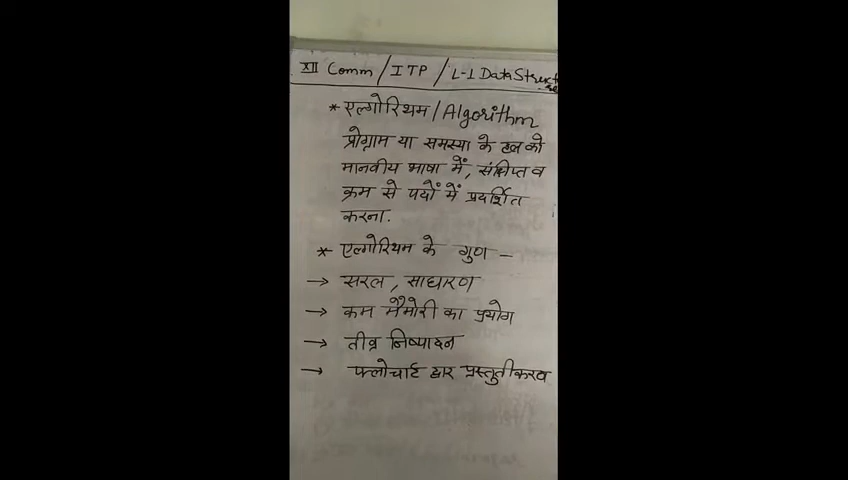 XII Comm / ITP / L-1 Data Structure
* एल्गोरिथम / Algorithm
प्रोग्राम या समस्या के हल को
मानवीय भाषा में, संक्षिप्त व
क्रम से पदों में प्रदर्शित
करना.
* एल्गोरिथम के गुण –
→ सरल, साधारण
→ कम मैमोरी का प्रयोग
→ तीव्र निष्पादन
→ फ्लोचार्ट द्वार प्रस्तुतीकरण